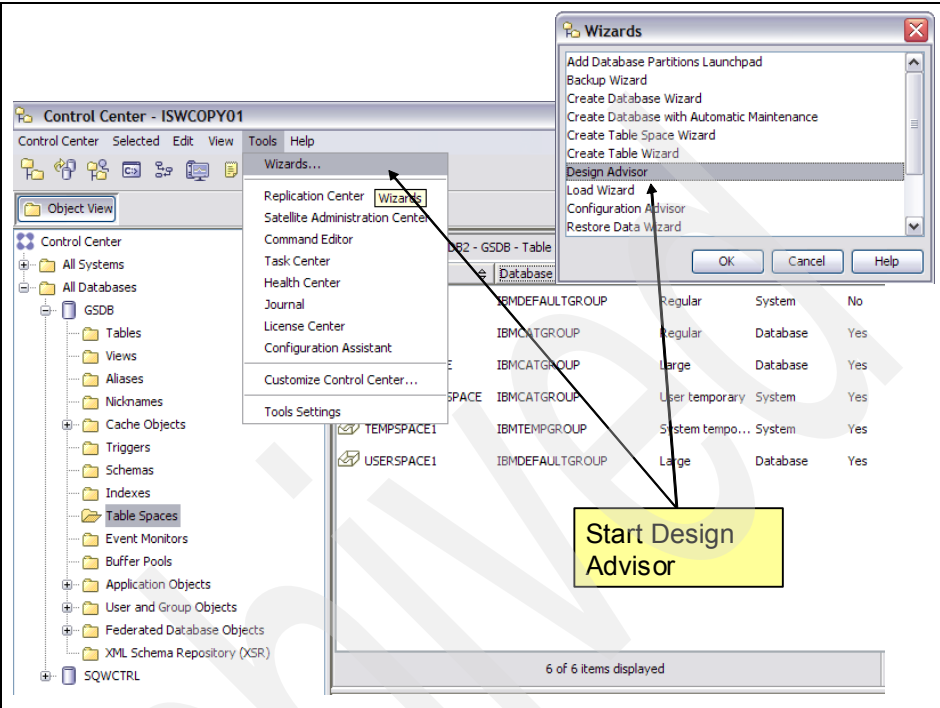 Wizards
Add Database Partitions Launchpad
Backup Wizard
Create Database Wizard
Create Database with Automatic Maintenance
Create Table Space Wizard
Create Table Wizard
Design Advisor
Load Wizard
Configuration Advisor
Restore Data Wizard
OK Cancel Help
Control Center - ISWCOPY01
Control Center Selected Edit View Tools Help
Wizards...
Replication Center
Wizards
Satellite Administration Center
Command Editor
Task Center
Health Center
Journal
License Center
Configuration Assistant
Customize Control Center...
Tools Settings
Object View
Control Center
All Systems
All Databases
GSDB
Tables
Views
Aliases
Nicknames
Cache Objects
Triggers
Schemas
Indexes
Table Spaces
Event Monitors
Buffer Pools
Application Objects
User and Group Objects
Federated Database Objects
XML Schema Repository (XSR)
SQWCTRL
DB2 - GSDB - Table
Database
IBMDEFAULTGROUP Regular System No
IBMCATGROUP Regular Database Yes
E IBMCATGROUP Large Database Yes
SPACE IBMCATGROUP User temporary System Yes
TEMPSPACE1 IBMTEMPGROUP System tempo... System Yes
USERSPACE1 IBMDEFAULTGROUP Large Database Yes
Start Design
Advisor
6 of 6 items displayed